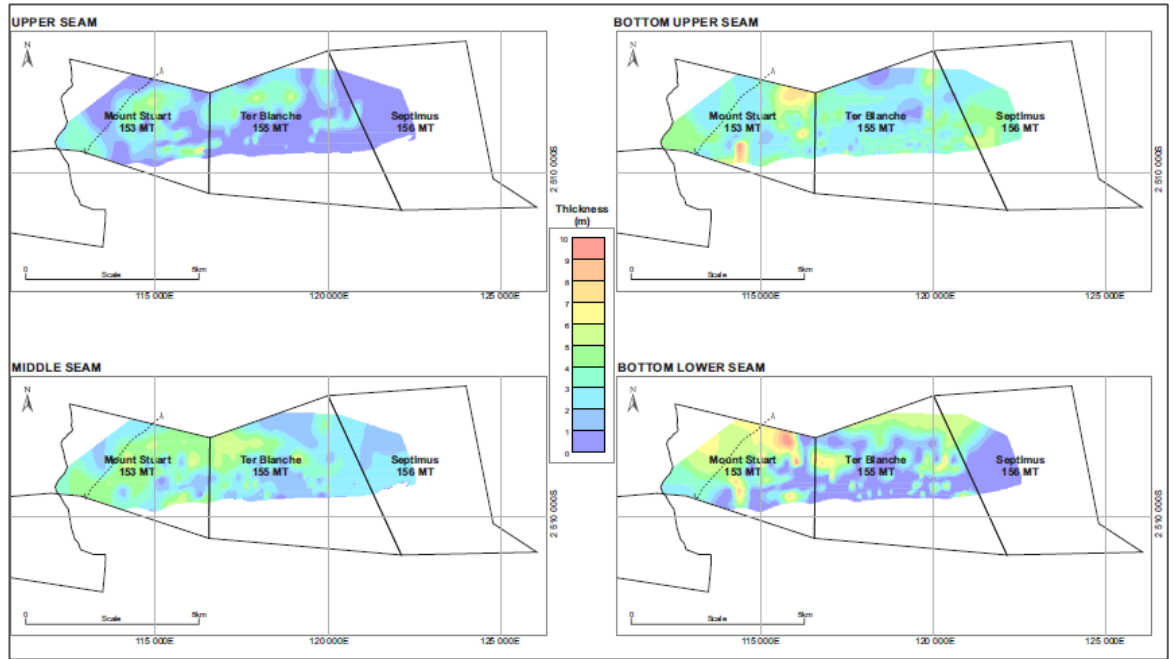 UPPER SEAM
N
Mount Stuart
153 MT
Ter Blanche
155 MT
Septimus
156 MT
2 510 000S
0
Scale
5km
115 000E
120 000E
125 000E
BOTTOM UPPER SEAM
N
Mount Stuart
153 MT
Ter Blanche
155 MT
Septimus
156 MT
2 510 000S
0
Scale
5km
115 000E
120 000E
125 000E
Thickness
(m)
10
9
8
7
6
5
4
3
2
1
0
MIDDLE SEAM
N
Mount Stuart
153 MT
Ter Blanche
155 MT
Septimus
156 MT
2 510 000S
0
Scale
5km
115 000E
120 000E
125 000E
BOTTOM LOWER SEAM
N
Mount Stuart
153 MT
Ter Blanche
155 MT
Septimus
156 MT
2 510 000S
0
Scale
5km
115 000E
120 000E
125 000E